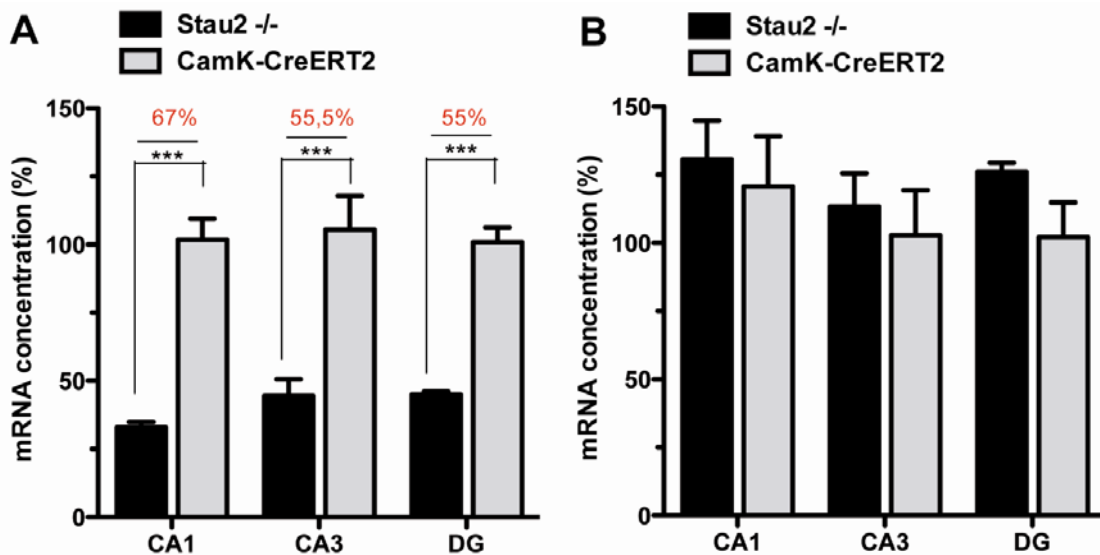 A
Stau2 -/-
CamK-CreERT2
mRNA concentration (%)
150
100
50
0
67%
55,5%
55%
***
***
***
CA1
CA3
DG
B
Stau2 -/-
CamK-CreERT2
mRNA concentration (%)
150
100
50
0
CA1
CA3
DG